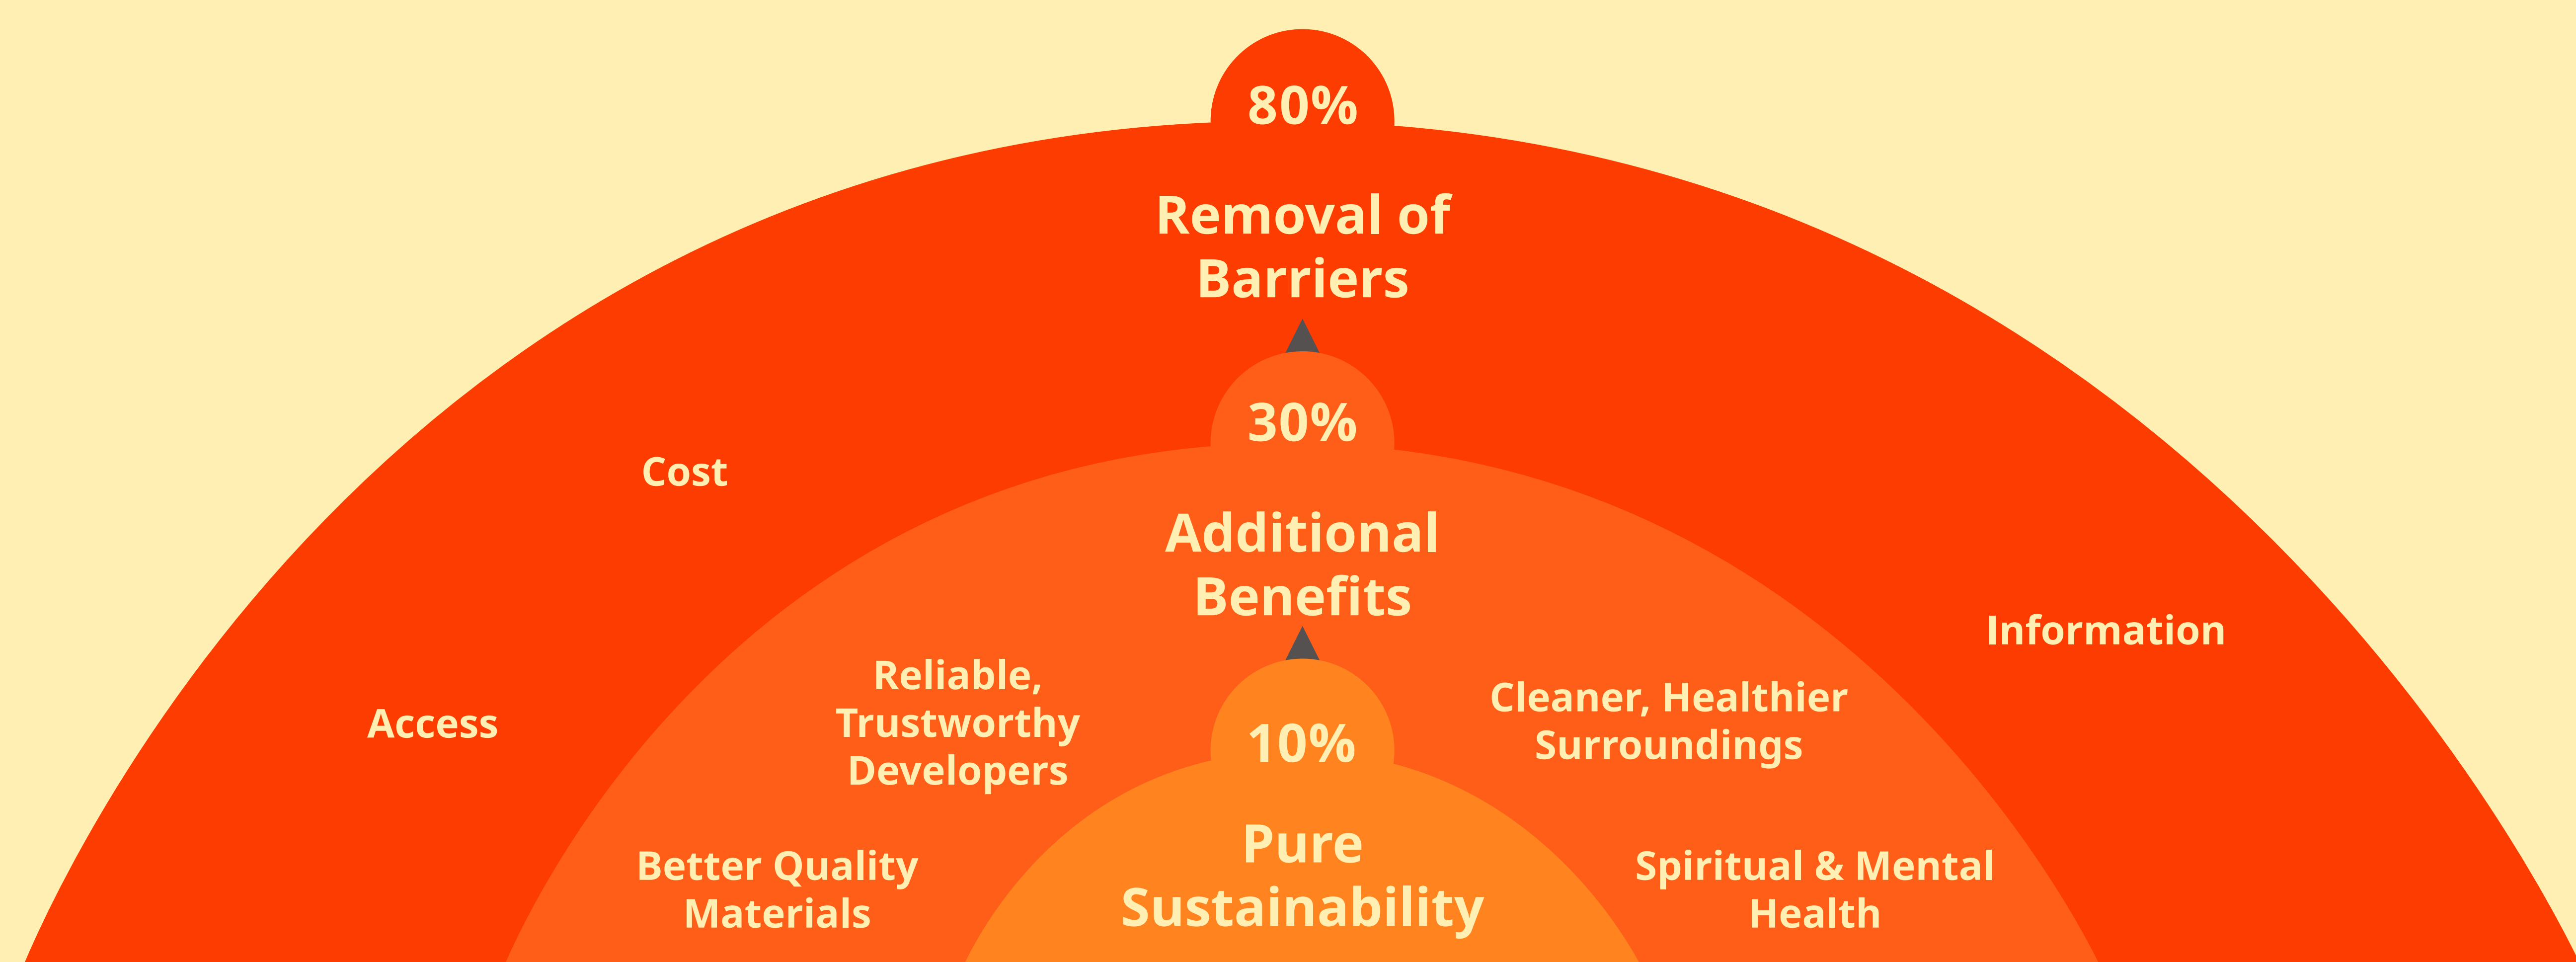 80%
Removal of
Barriers
30%
Cost
Additional
Benefits
Information
Access
Reliable,
Trustworthy
Developers
Cleaner, Healthier
Surroundings
10%
Pure
Sustainability
Better Quality
Materials
Spiritual & Mental
Health